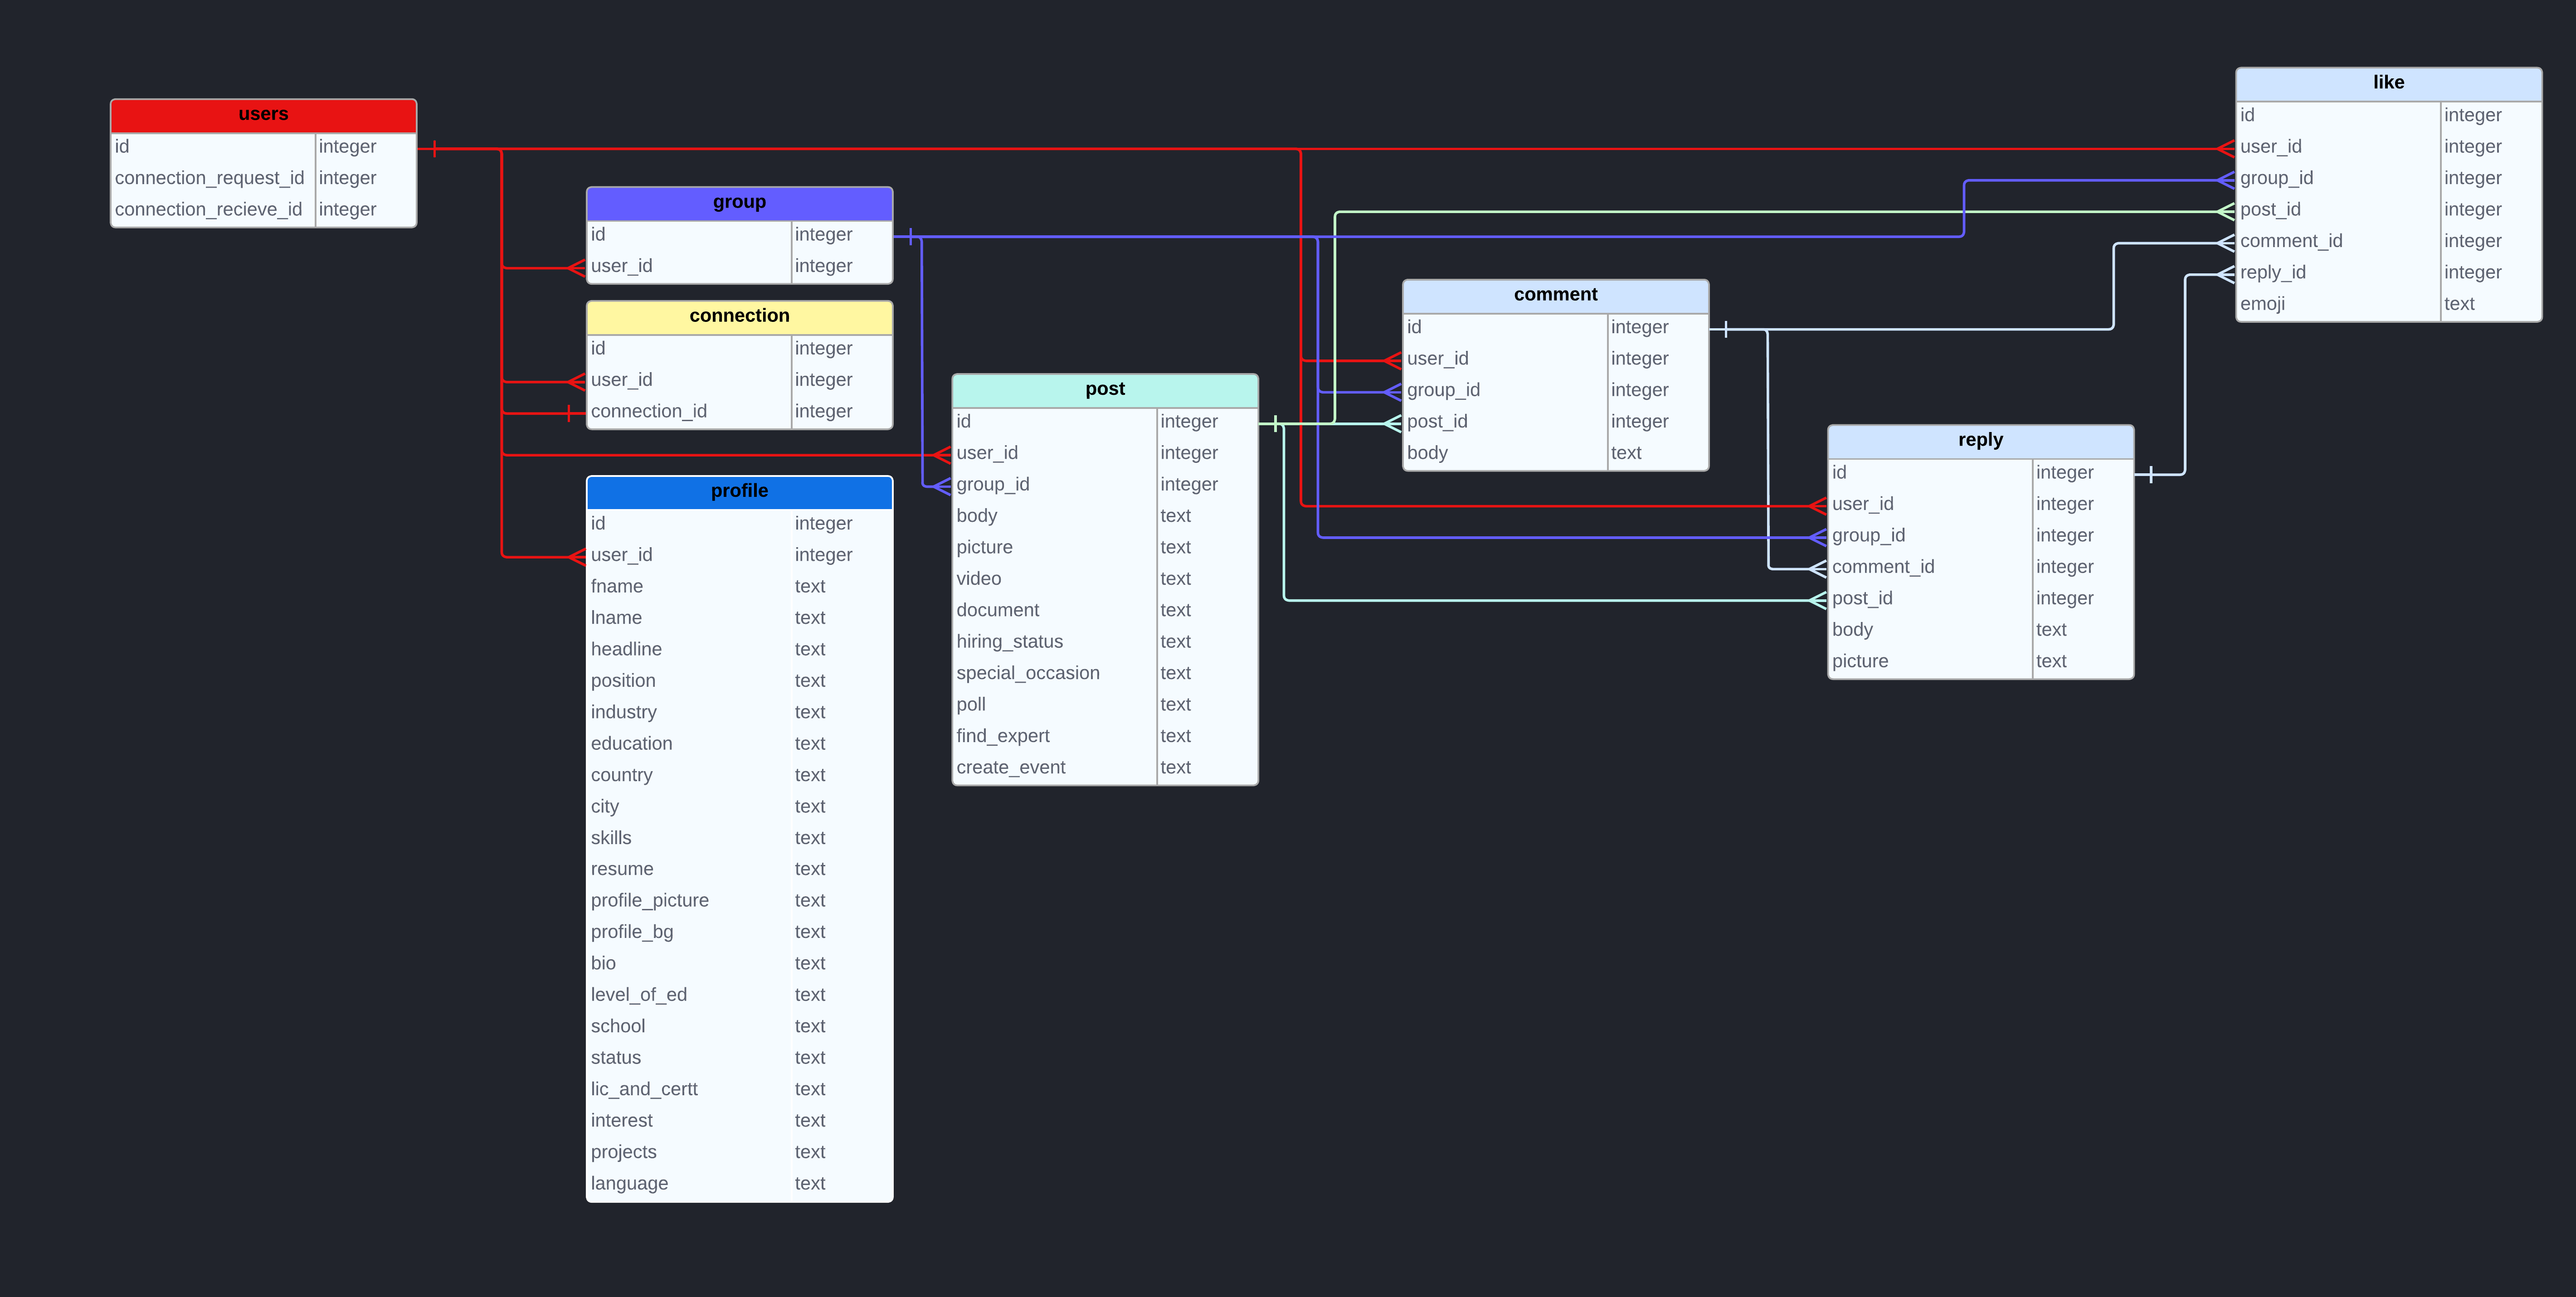 users
id integer
connection_request_id integer
connection_recieve_id integer
group
id integer
user_id integer
connection
id integer
user_id integer
connection_id integer
profile
id integer
user_id integer
fname text
lname text
headline text
position text
industry text
education text
country text
city text
skills text
resume text
profile_picture text
profile_bg text
bio text
level_of_ed text
school text
status text
lic_and_certt text
interest text
projects text
language text
post
id integer
user_id integer
group_id integer
body text
picture text
video text
document text
hiring_status text
special_occasion text
poll text
find_expert text
create_event text
comment
id integer
user_id integer
group_id integer
post_id integer
body text
reply
id integer
user_id integer
group_id integer
comment_id integer
post_id integer
body text
picture text
like
id integer
user_id integer
group_id integer
post_id integer
comment_id integer
reply_id integer
emoji text